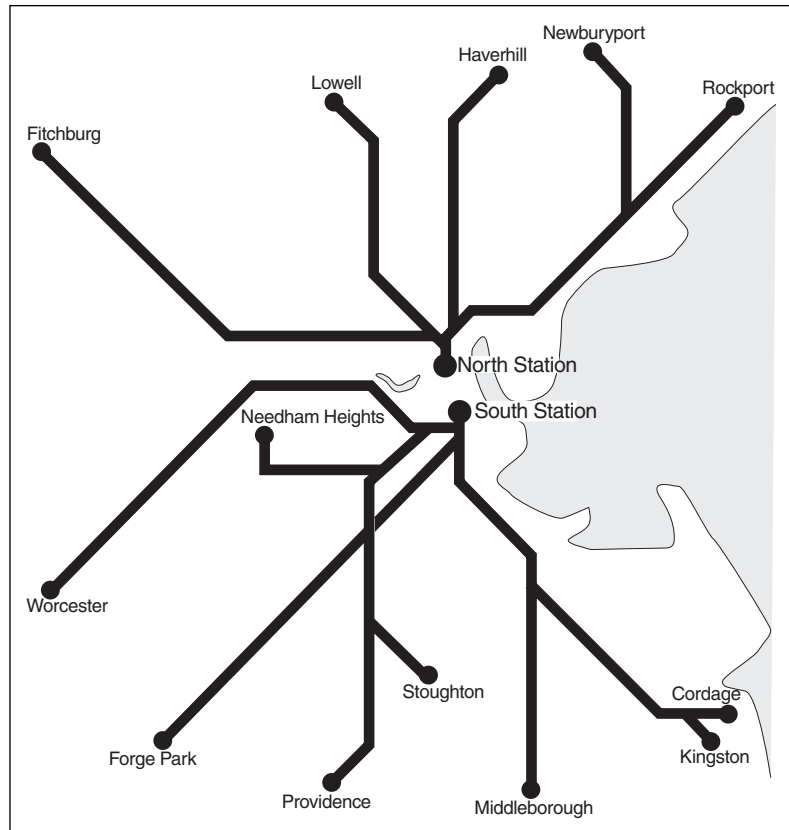 Newburyport
Haverhill
Lowell
Rockport
Fitchburg
North Station
South Station
Needham Heights
Worcester
Stoughton
Cordage
Forge Park
Kingston
Providence
Middleborough